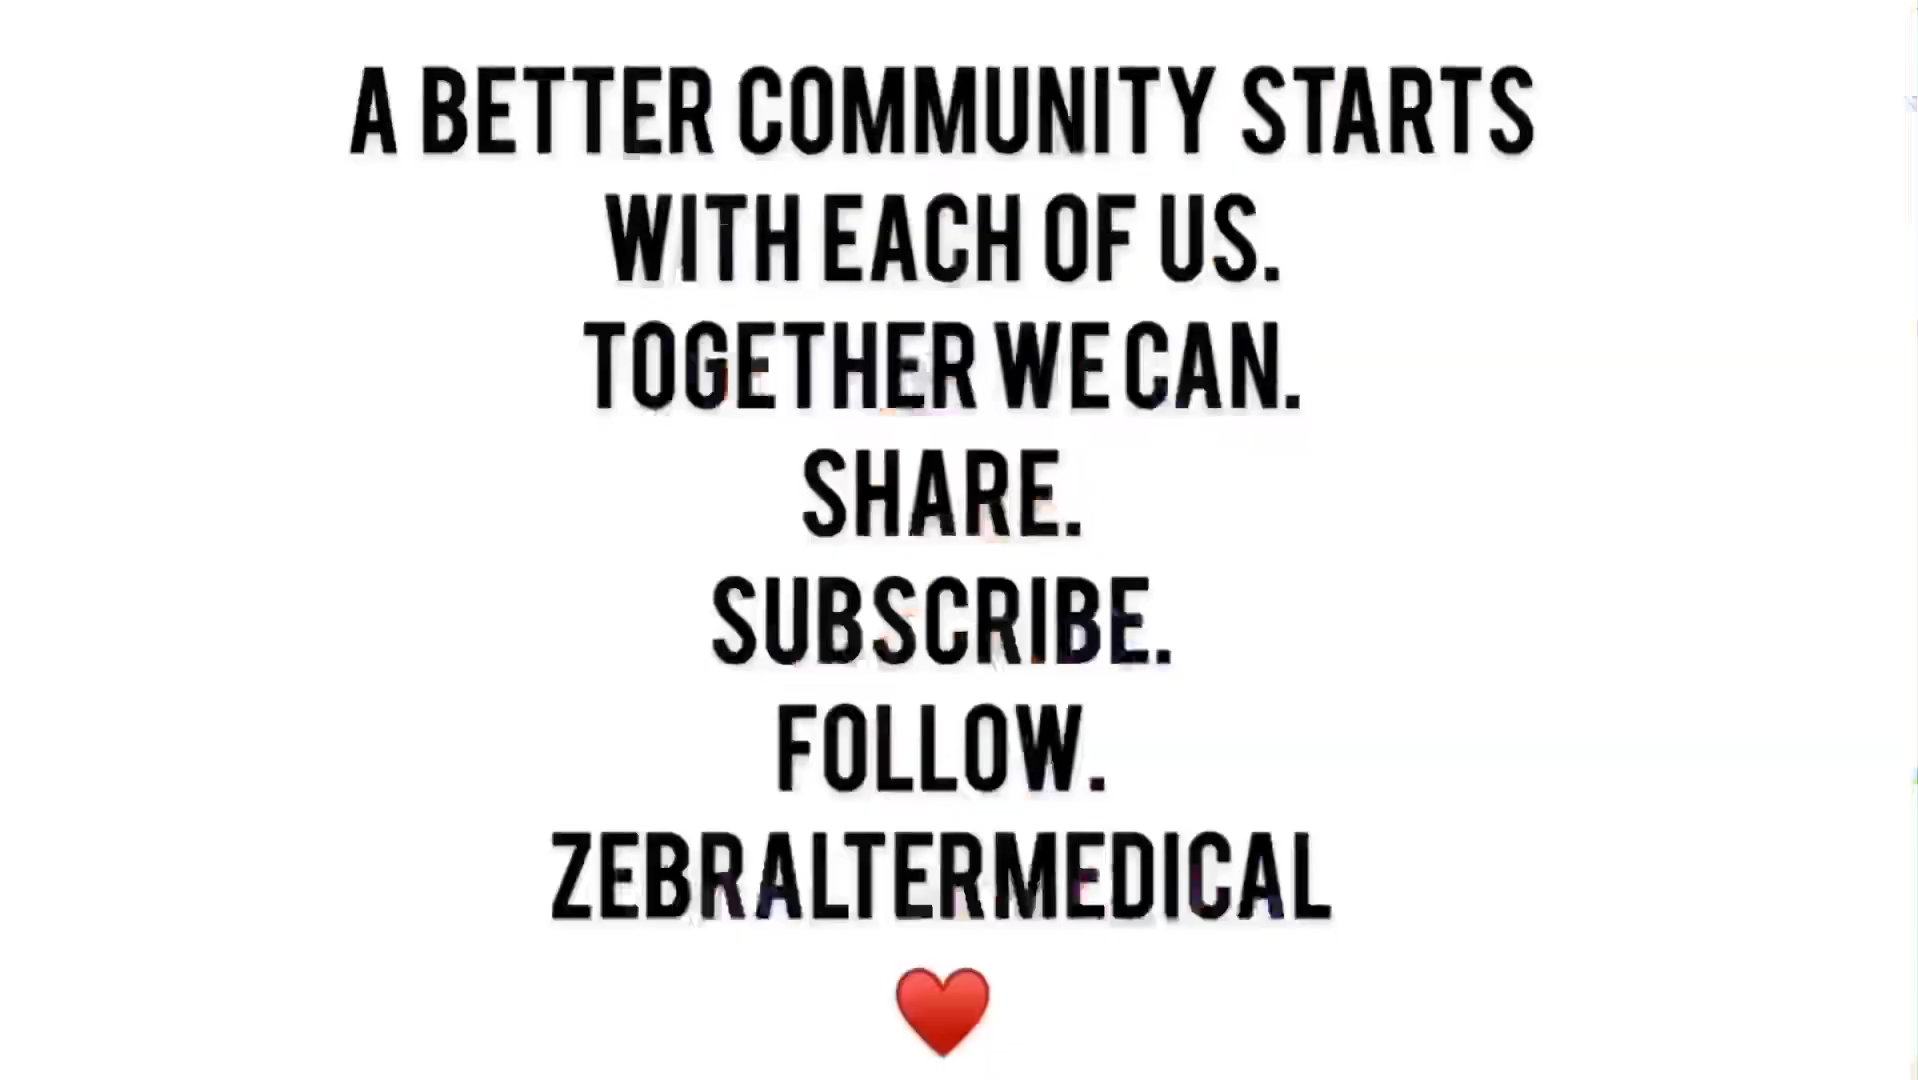 A BETTER COMMUNITY STARTS
WITH EACH OF US.
TOGETHER WE CAN.
SHARE.
SUBSCRIBE.
FOLLOW.
ZEBRALTERMEDICAL